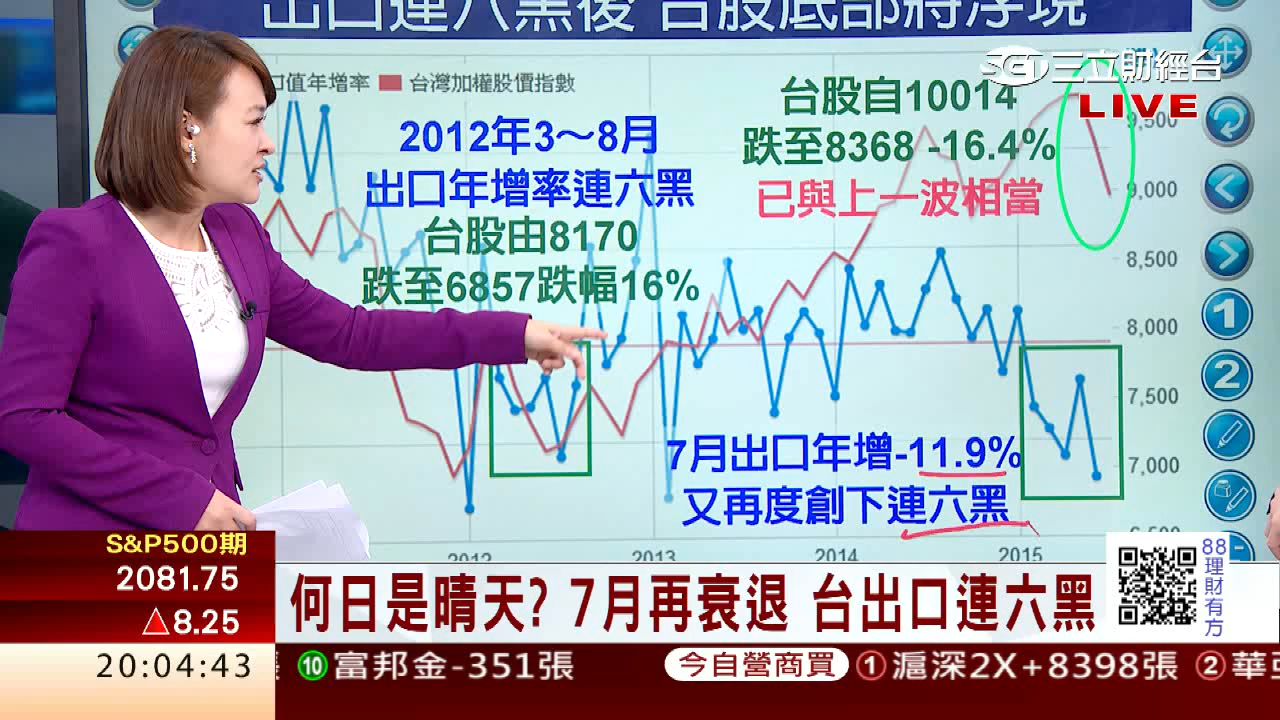 出口連八黑後 台股底部將浮現
三立財經台
LIVE
口值年增率 台灣加權股價指數
2012年3～8月
出口年增率連六黑
台股由8170
跌至6857跌幅16%
台股自10014
跌至8368 -16.4%
已與上一波相當
9,500
9,000
8,500
8,000
7,500
7,000
6,500
7月出口年增-11.9%
又再度創下連六黑
2012
2013
2014
2015
1
2
S&P500期
2081.75
△8.25
20:04:43
何日是晴天? 7月再衰退 台出口連六黑
88理財有方
⑩富邦金-351張 今自營商買 ①滬深2X+8398張 ②華